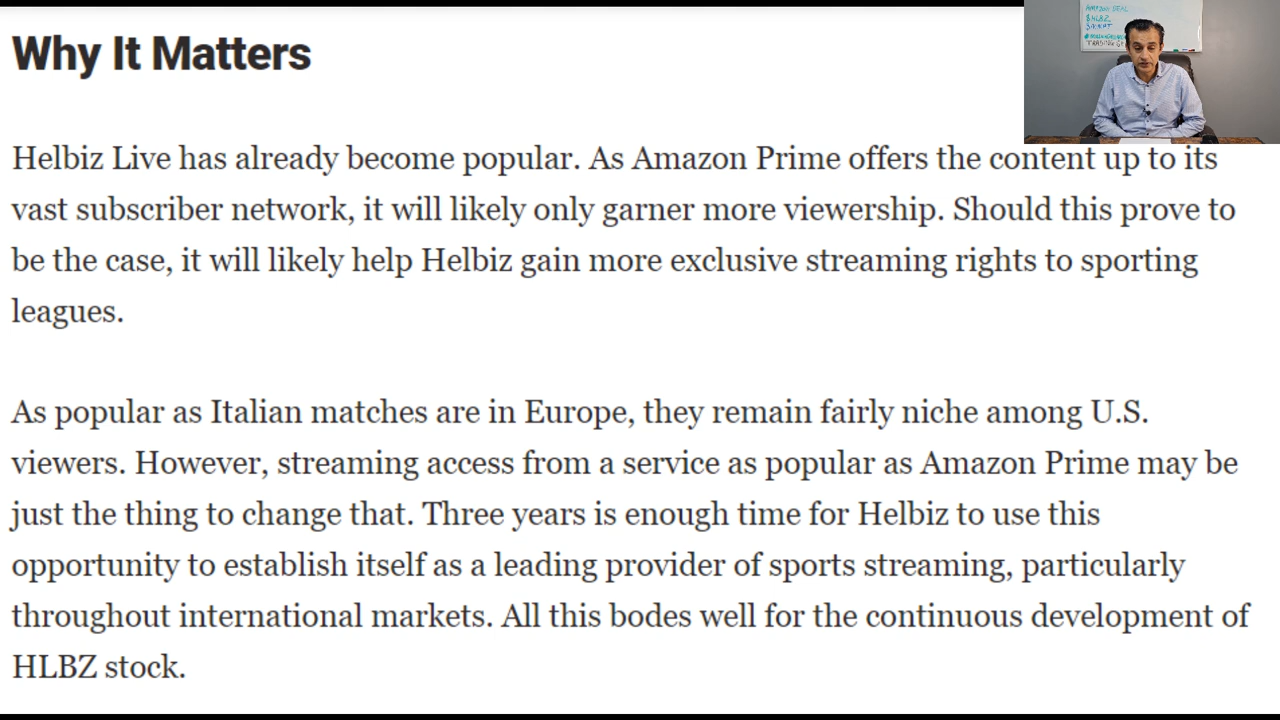 Why It Matters
AMAZON DEAL
$HLBZ
Helbiz Live has already become popular. As Amazon Prime offers the content up to its
vast subscriber network, it will likely only garner more viewership. Should this prove to
be the case, it will likely help Helbiz gain more exclusive streaming rights to sporting
leagues.
As popular as Italian matches are in Europe, they remain fairly niche among U.S.
viewers. However, streaming access from a service as popular as Amazon Prime may be
just the thing to change that. Three years is enough time for Helbiz to use this
opportunity to establish itself as a leading provider of sports streaming, particularly
throughout international markets. All this bodes well for the continuous development of
HLBZ stock.